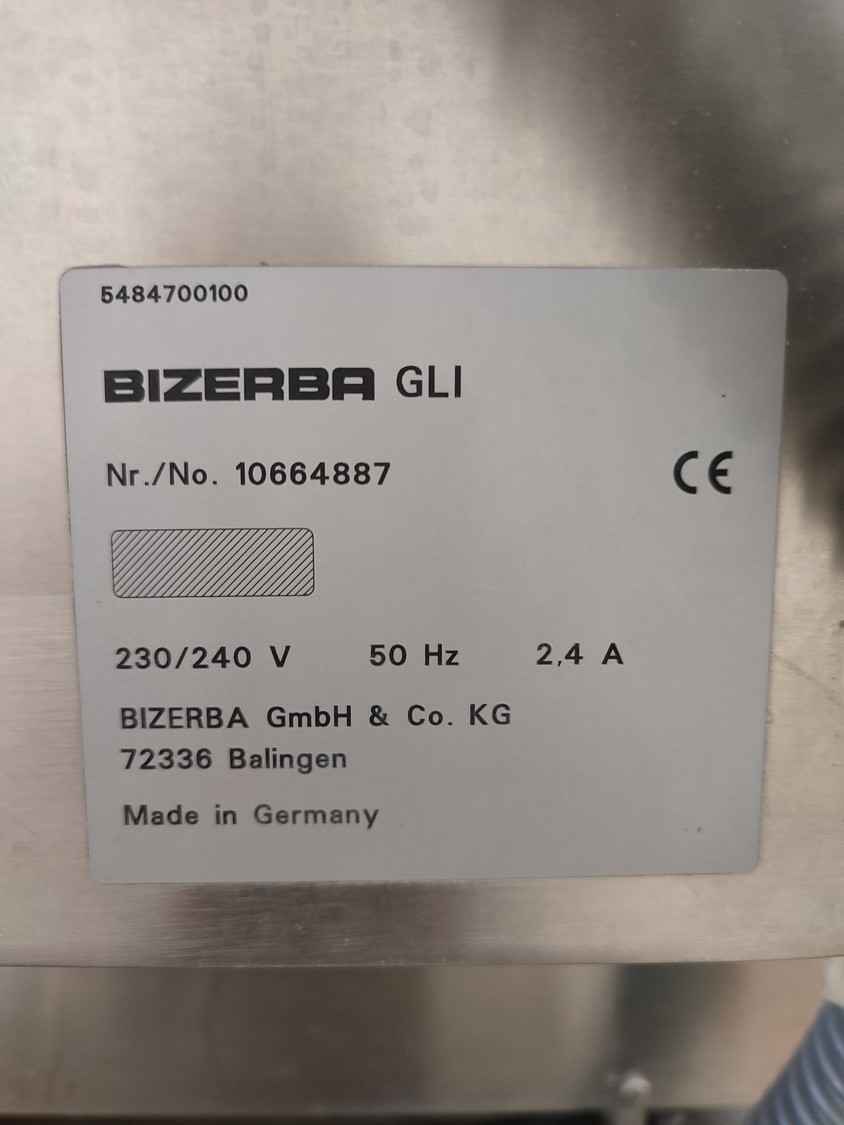 5484700100
BIZERBA GLI
Nr./No. 10664887
CE
230/240 V 50 Hz 2,4 A
BIZERBA GmbH & Co. KG
72336 Balingen
Made in Germany